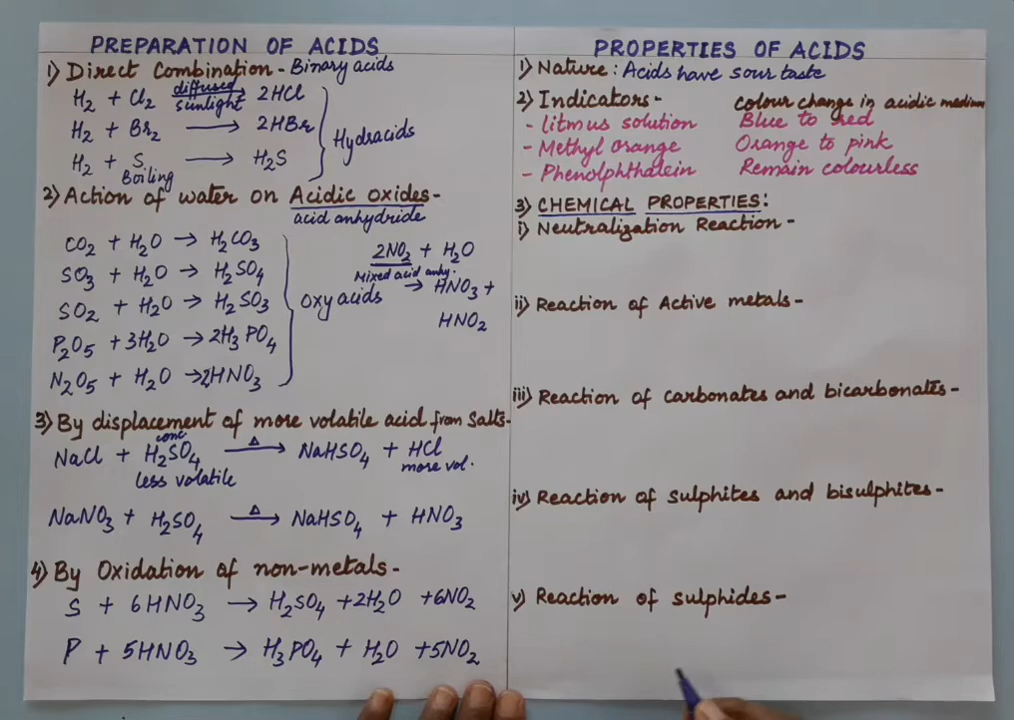 PREPARATION OF ACIDS
1) Direct Combination - Binary acids
H₂ + Cl₂ diffused sunlight → 2HCl
H₂ + Br₂ → 2HBr
Hydracids
H₂ + S → H₂S
Boiling
2) Action of water on Acidic oxides-
acid anhydride
CO₂ + H₂O → H₂CO₃
SO₃ + H₂O → H₂SO₄
SO₂ + H₂O → H₂SO₃
P₂O₅ + 3H₂O → 2H₃PO₄
N₂O₅ + H₂O → 2HNO₃
Oxyacids
2NO₂ + H₂O
Mixed acid anhy.
→ HNO₃ +
HNO₂
3) By displacement of more volatile acid from Salts-
NaCl + conc H₂SO₄ Δ → NaHSO₄ + HCl
less volatile more vol.
NaNO₃ + H₂SO₄ Δ → NaHSO₄ + HNO₃
4) By Oxidation of non-metals-
S + 6HNO₃ → H₂SO₄ + 2H₂O + 6NO₂
P + 5HNO₃ → H₃PO₄ + H₂O + 5NO₂
PROPERTIES OF ACIDS
1) Nature: Acids have sour taste
2) Indicators- colour change in acidic medium
- litmus solution Blue to red
- Methyl orange Orange to pink
- Phenolphthalein Remain colourless
3) CHEMICAL PROPERTIES:
i) Neutralization Reaction -
ii) Reaction of Active metals-
iii) Reaction of carbonates and bicarbonates-
iv) Reaction of sulphites and bisulphites-
v) Reaction of sulphides-